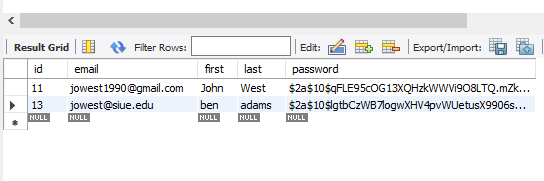 Result Grid Filter Rows: Edit: Export/Import:
id email first last password
11 jowest1990@gmail.com John West $2a$10$qFLE95cOG13XQHzkWWVi9O8LTQ.mZk...
13 jowest@siue.edu ben adams $2a$10$lgtbCzWB7logwXHV4pvWUetusX9906s...
NULL NULL NULL NULL NULL